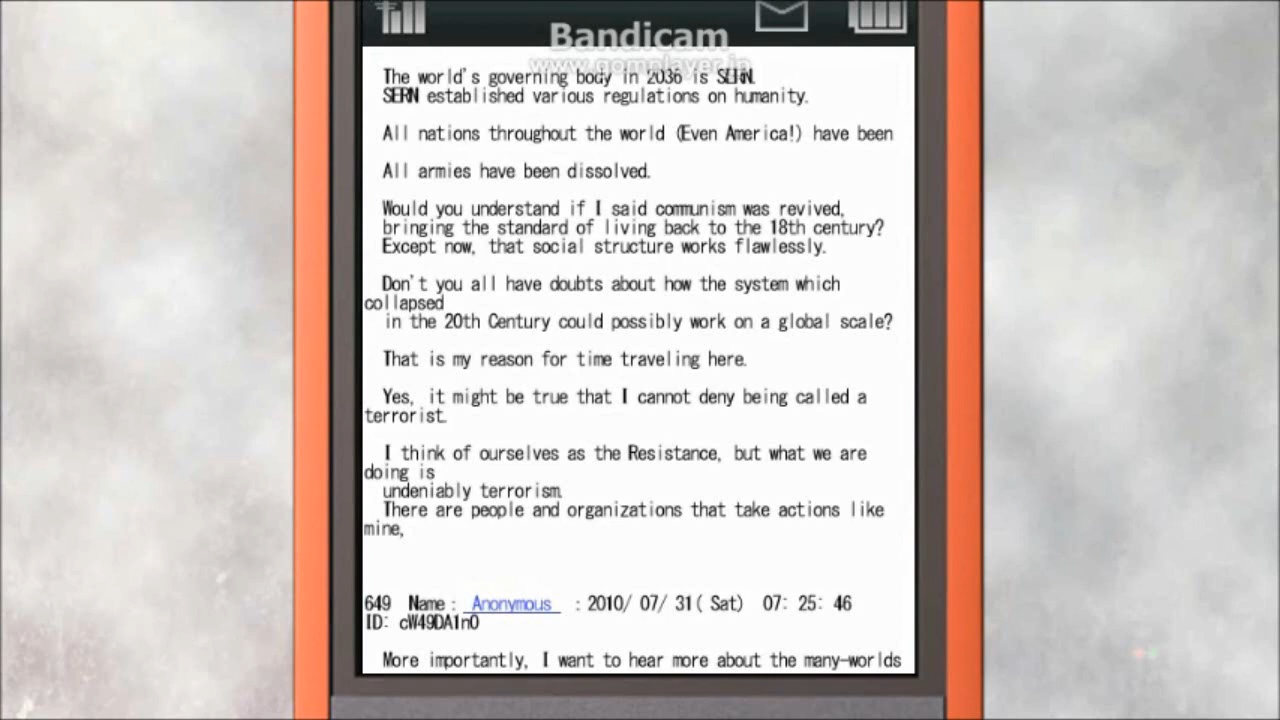 Bandicam
www.gomplayer.jp
The world's governing body in 2036 is SERN.
SERN established various regulations on humanity.
All nations throughout the world (Even America!) have been
All armies have been dissolved.
Would you understand if I said communism was revived,
bringing the standard of living back to the 18th century?
Except now, that social structure works flawlessly.
Don't you all have doubts about how the system which
collapsed
in the 20th Century could possibly work on a global scale?
That is my reason for time traveling here.
Yes, it might be true that I cannot deny being called a
terrorist.
I think of ourselves as the Resistance, but what we are
doing is
undeniably terrorism.
There are people and organizations that take actions like
mine,
649 Name : Anonymous : 2010/ 07/ 31( Sat) 07: 25: 46
ID: cW49DA1n0
More importantly, I want to hear more about the many-worlds